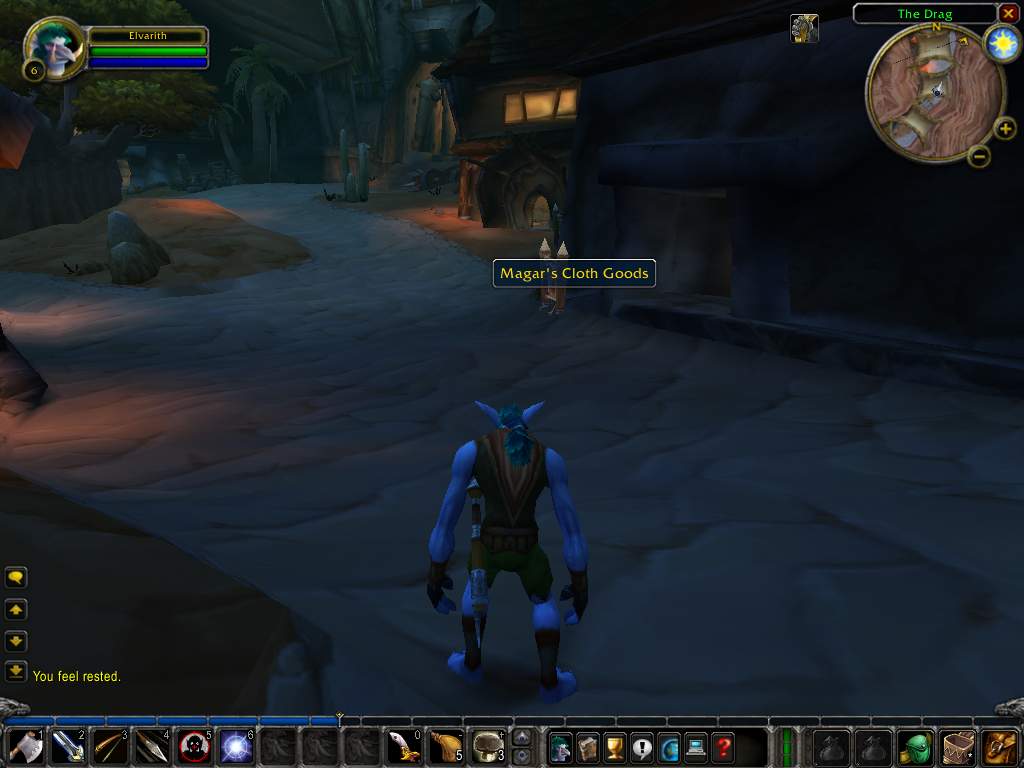 Elvarith
6
The Drag
N
Magar's Cloth Goods
You feel rested.
1 2 3 4 5 6 0 5 3